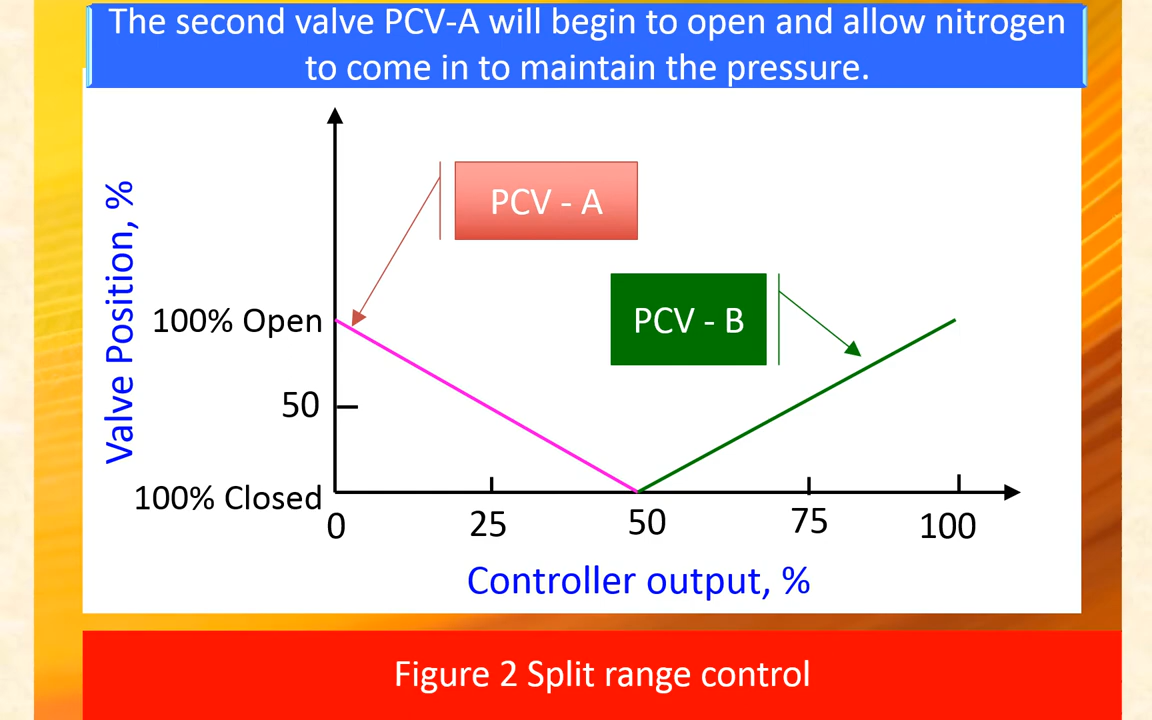 The second valve PCV-A will begin to open and allow nitrogen
to come in to maintain the pressure.
PCV - A
PCV - B
Valve Position, %
100% Open
50
100% Closed
0 25 50 75 100
Controller output, %
Figure 2 Split range control